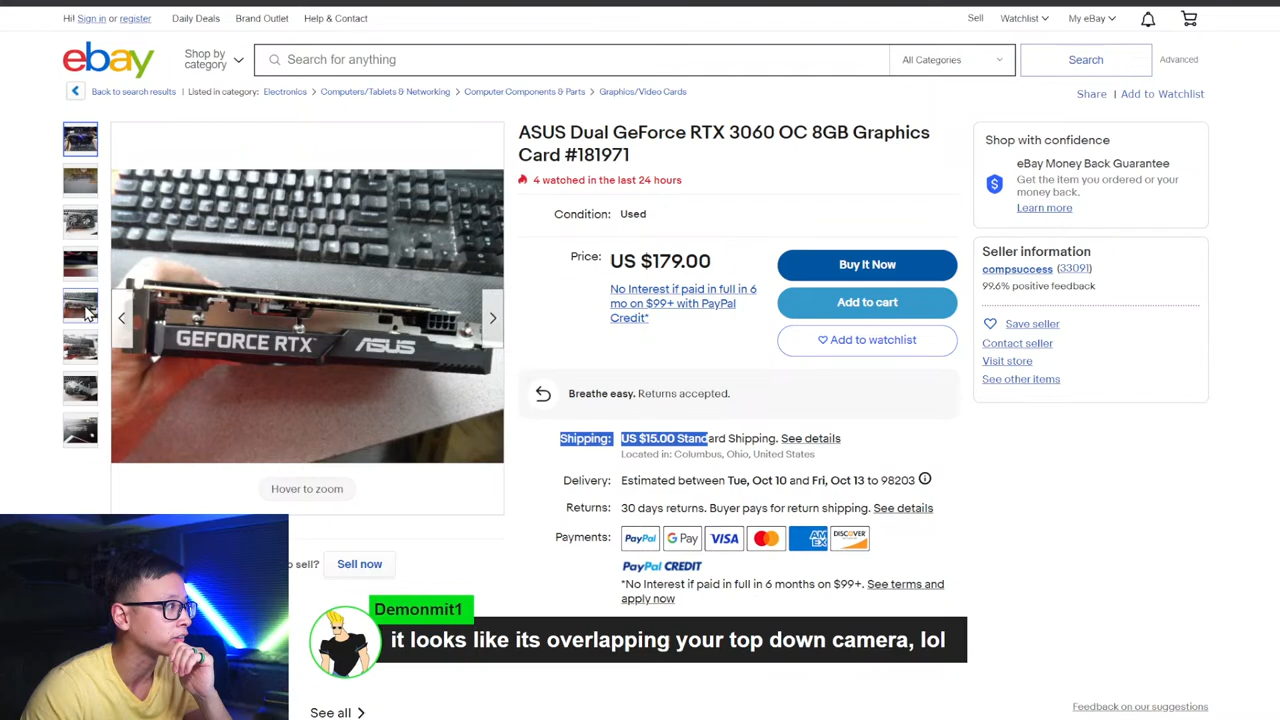 Hi! Sign in or register
Daily Deals
Brand Outlet
Help & Contact
Sell
Watchlist
My eBay
ebay
Shop by
category
Search for anything
All Categories
Search
Advanced
Back to search results
Listed in category:
Electronics
Computers/Tablets & Networking
Computer Components & Parts
Graphics/Video Cards
Share | Add to Watchlist
GEFORCE RTX
ASUS
Hover to zoom
ASUS Dual GeForce RTX 3060 OC 8GB Graphics
Card #181971
4 watched in the last 24 hours
Condition: Used
Price: US $179.00
No Interest if paid in full in 6
mo on $99+ with PayPal
Credit*
Buy It Now
Add to cart
Add to watchlist
Breathe easy. Returns accepted.
Shipping: US $15.00 Standard Shipping. See details
Located in: Columbus, Ohio, United States
Delivery: Estimated between Tue, Oct 10 and Fri, Oct 13 to 98203
Returns: 30 days returns. Buyer pays for return shipping. See details
Payments: PayPal G Pay VISA MasterCard AM EX DISCOVER
PayPal CREDIT
*No Interest if paid in full in 6 months on $99+. See terms and
apply now
Shop with confidence
eBay Money Back Guarantee
Get the item you ordered or your
money back.
Learn more
Seller information
compsuccess (33091)
99.6% positive feedback
Save seller
Contact seller
Visit store
See other items
o sell?
Sell now
Demonmit1
it looks like its overlapping your top down camera, lol
See all
Feedback on our suggestions